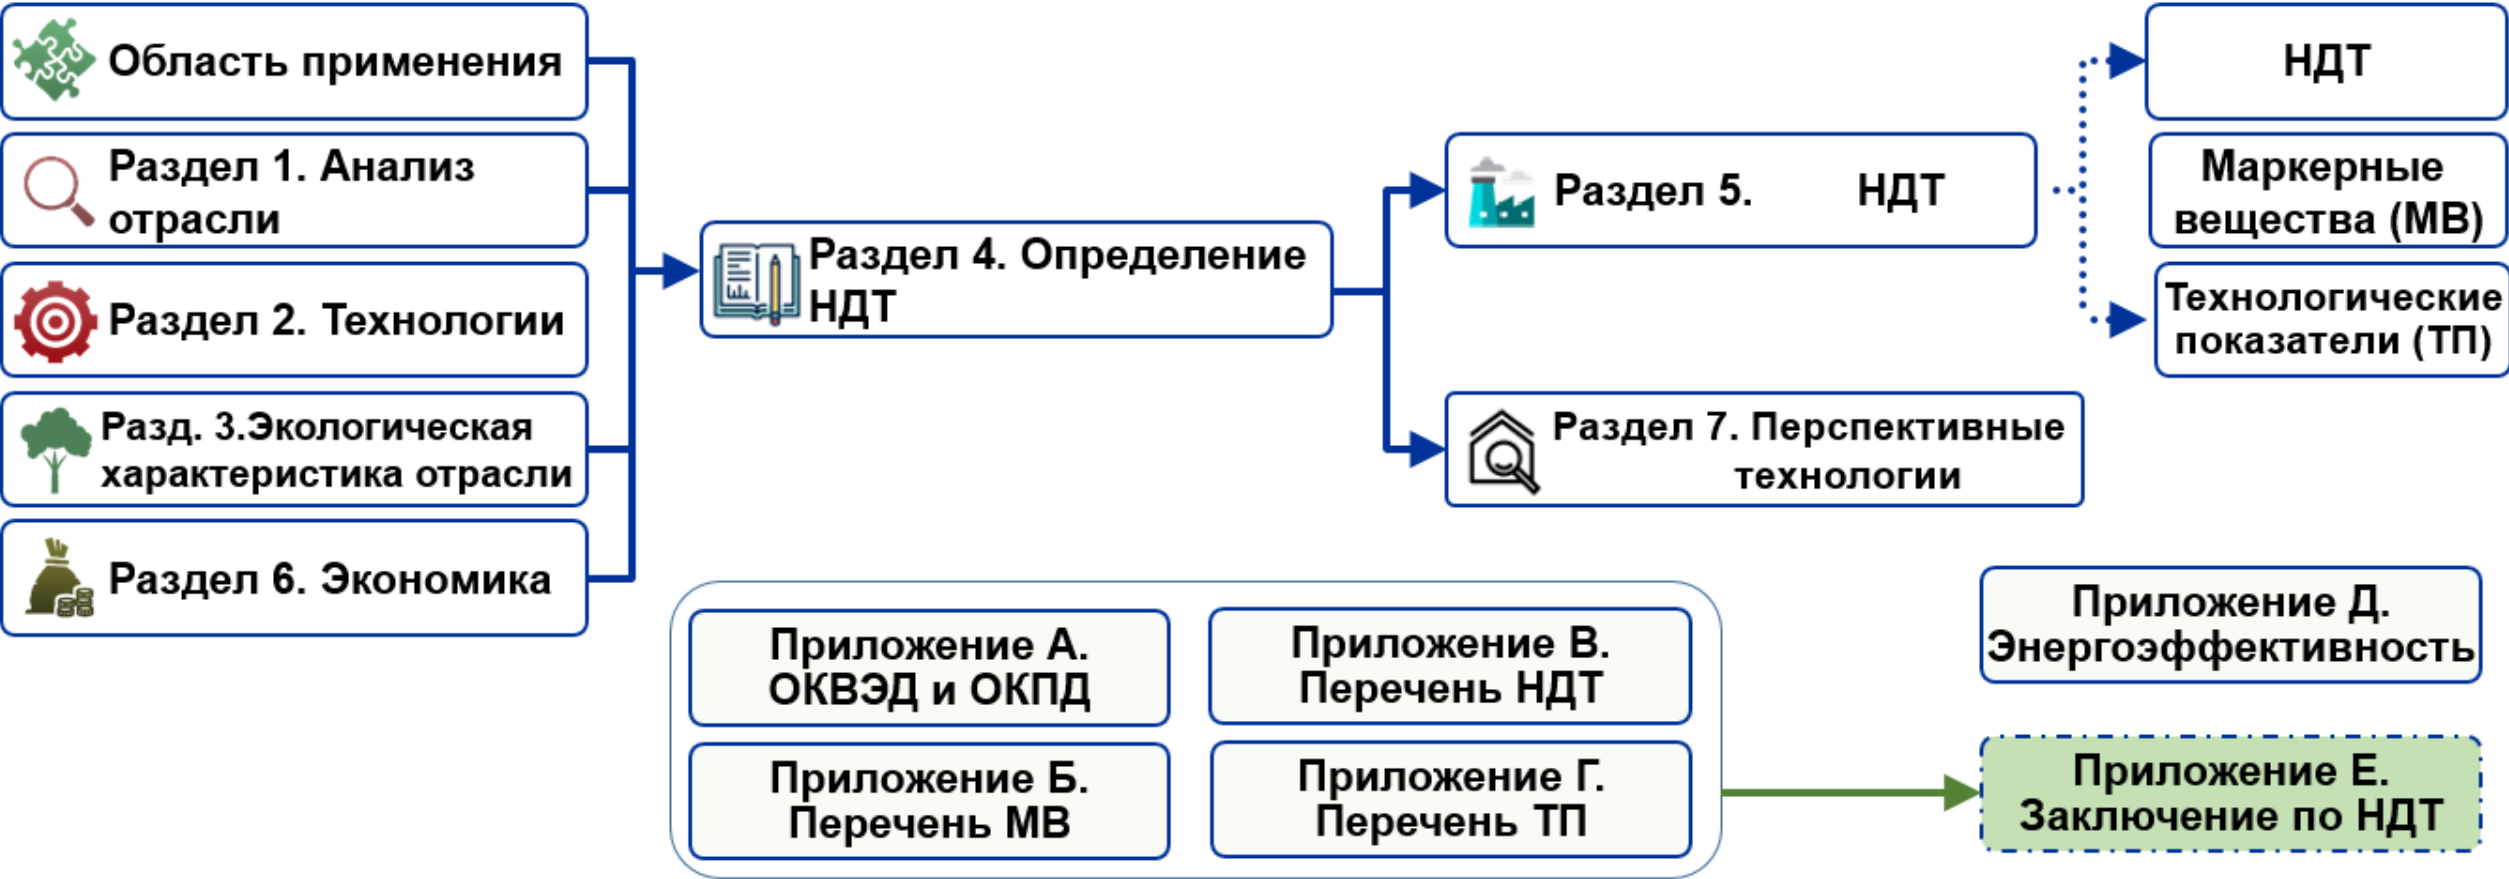 Область применения
Раздел 1. Анализ
отрасли
Раздел 2. Технологии
Разд. 3.Экологическая
характеристика отрасли
Раздел 6. Экономика
Раздел 4. Определение
НДТ
Раздел 5. НДТ
Раздел 7. Перспективные
технологии
НДТ
Маркерные
вещества (МВ)
Технологические
показатели (ТП)
Приложение А.
ОКВЭД и ОКПД
Приложение В.
Перечень НДТ
Приложение Б.
Перечень МВ
Приложение Г.
Перечень ТП
Приложение Д.
Энергоэффективность
Приложение Е.
Заключение по НДТ